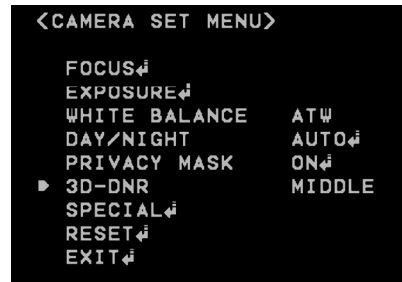 <CAMERA SET MENU>
FOCUS↲
EXPOSURE↲
WHITE BALANCE ATW
DAY/NIGHT AUTO↲
PRIVACY MASK ON↲
3D-DNR MIDDLE
SPECIAL↲
RESET↲
EXIT↲